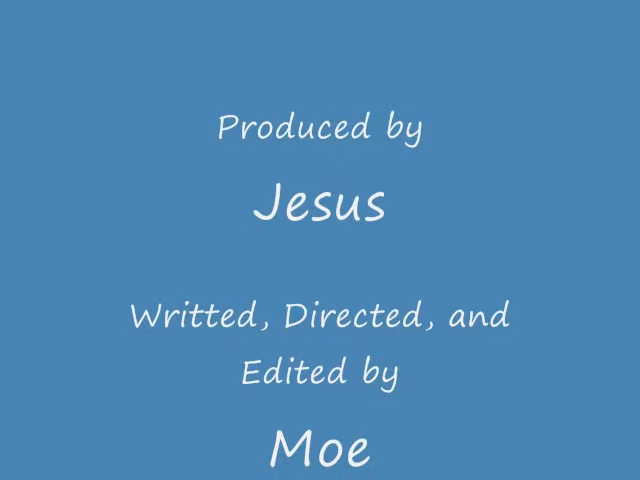 Produced by
Jesus
Writted, Directed, and
Edited by
Moe